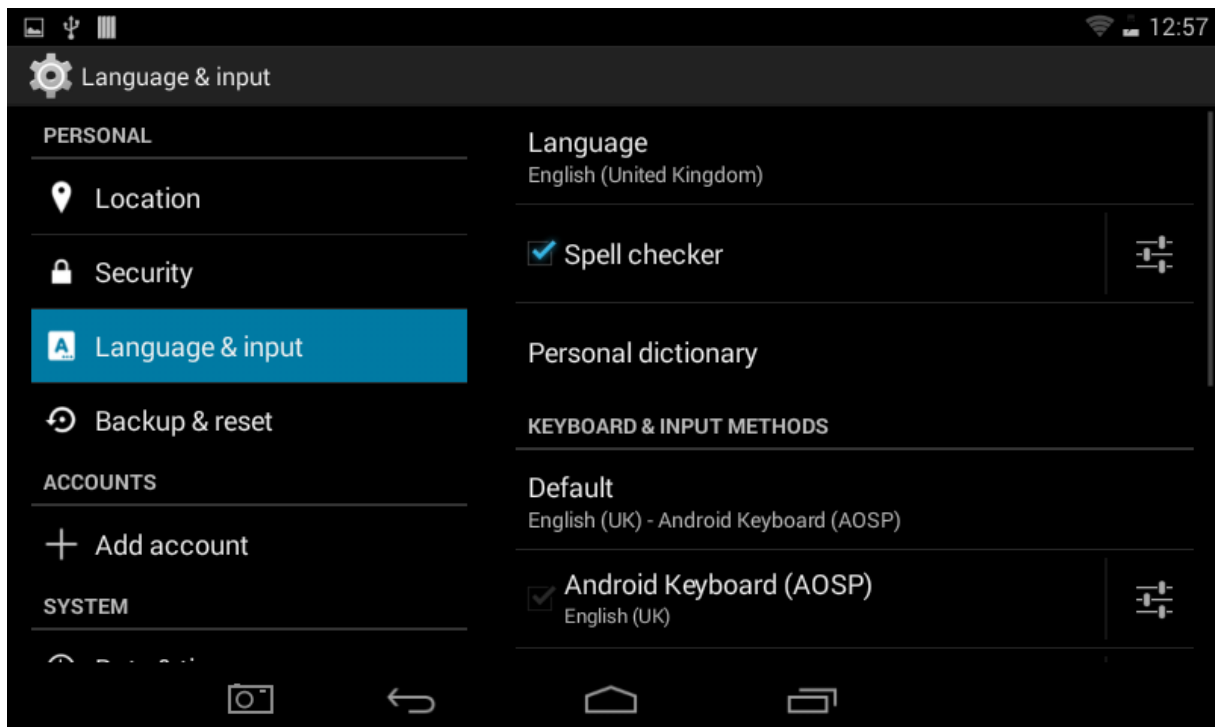 12:57
Language & input
PERSONAL
Location
Security
Language & input
Backup & reset
ACCOUNTS
Add account
SYSTEM
Language
English (United Kingdom)
Spell checker
Personal dictionary
KEYBOARD & INPUT METHODS
Default
English (UK) - Android Keyboard (AOSP)
Android Keyboard (AOSP)
English (UK)